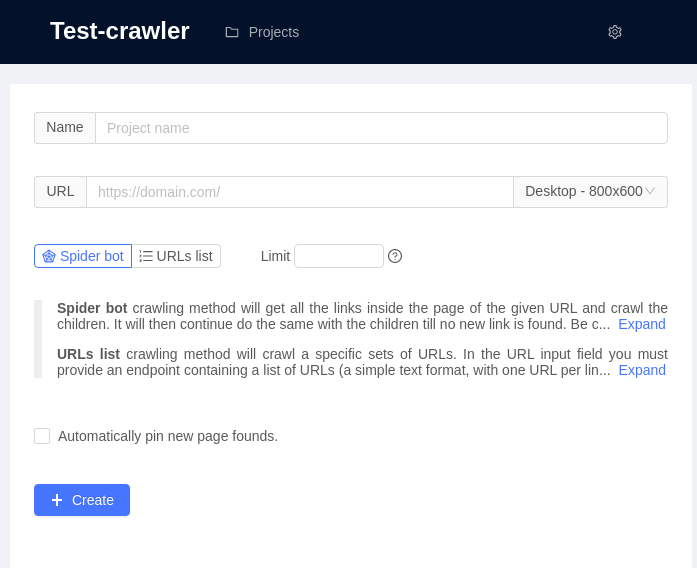 Test-crawler Projects
Name Project name
URL https://domain.com/ Desktop - 800x600
Spider bot URLs list Limit
Spider bot crawling method will get all the links inside the page of the given URL and crawl the
children. It will then continue do the same with the children till no new link is found. Be c... Expand
URLs list crawling method will crawl a specific sets of URLs. In the URL input field you must
provide an endpoint containing a list of URLs (a simple text format, with one URL per lin... Expand
Automatically pin new page founds.
Create